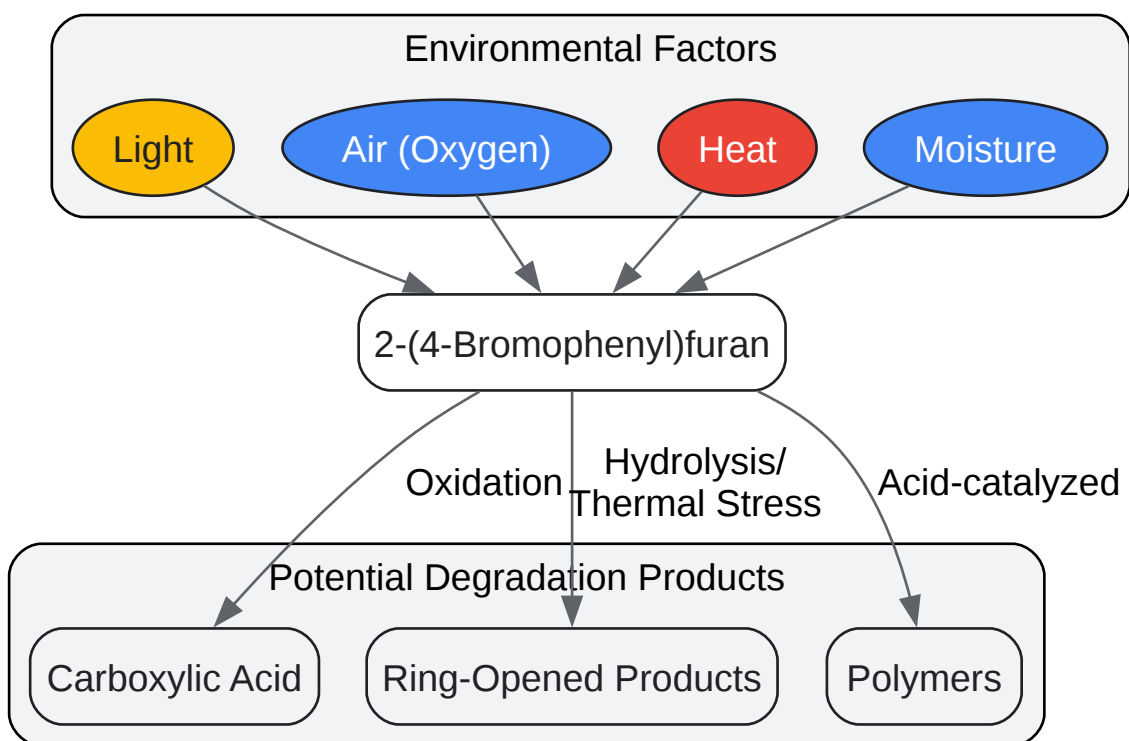 Environmental Factors
Light
Air (Oxygen)
Heat
Moisture
2-(4-Bromophenyl)furan
Oxidation
Hydrolysis/
Thermal Stress
Acid-catalyzed
Potential Degradation Products
Carboxylic Acid
Ring-Opened Products
Polymers